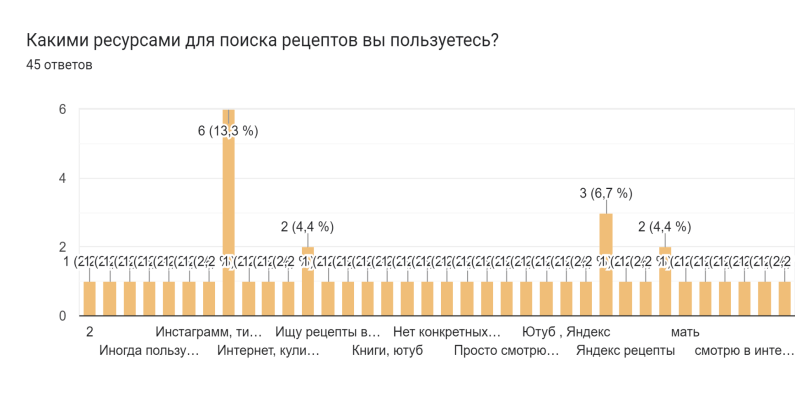 Какими ресурсами для поиска рецептов вы пользуетесь?
45 ответов
6
6 (13,3 %)
4
3 (6,7 %)
2 (4,4 %)
2 (4,4 %)
2
0
2
Инстаграмм, ти…
Ищу рецепты в…
Нет конкретных…
Ютуб , Яндекс
мать
Иногда пользу…
Интернет, кули…
Книги, ютуб
Просто смотрю…
Яндекс рецепты
смотрю в инте…